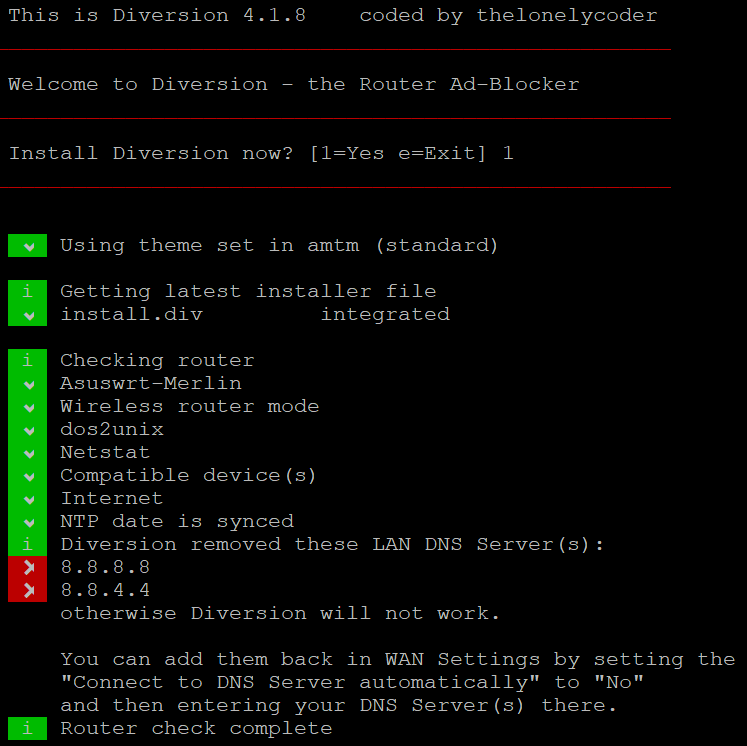 This is Diversion 4.1.8    coded by thelonelycoder
Welcome to Diversion - the Router Ad-Blocker
Install Diversion now? [1=Yes e=Exit] 1
Using theme set in amtm (standard)
i Getting latest installer file
install.div         integrated
i Checking router
Asuswrt-Merlin
Wireless router mode
dos2unix
Netstat
Compatible device(s)
Internet
NTP date is synced
i Diversion removed these LAN DNS Server(s):
8.8.8.8
8.8.4.4
otherwise Diversion will not work.
You can add them back in WAN Settings by setting the
"Connect to DNS Server automatically" to "No"
and then entering your DNS Server(s) there.
i Router check complete